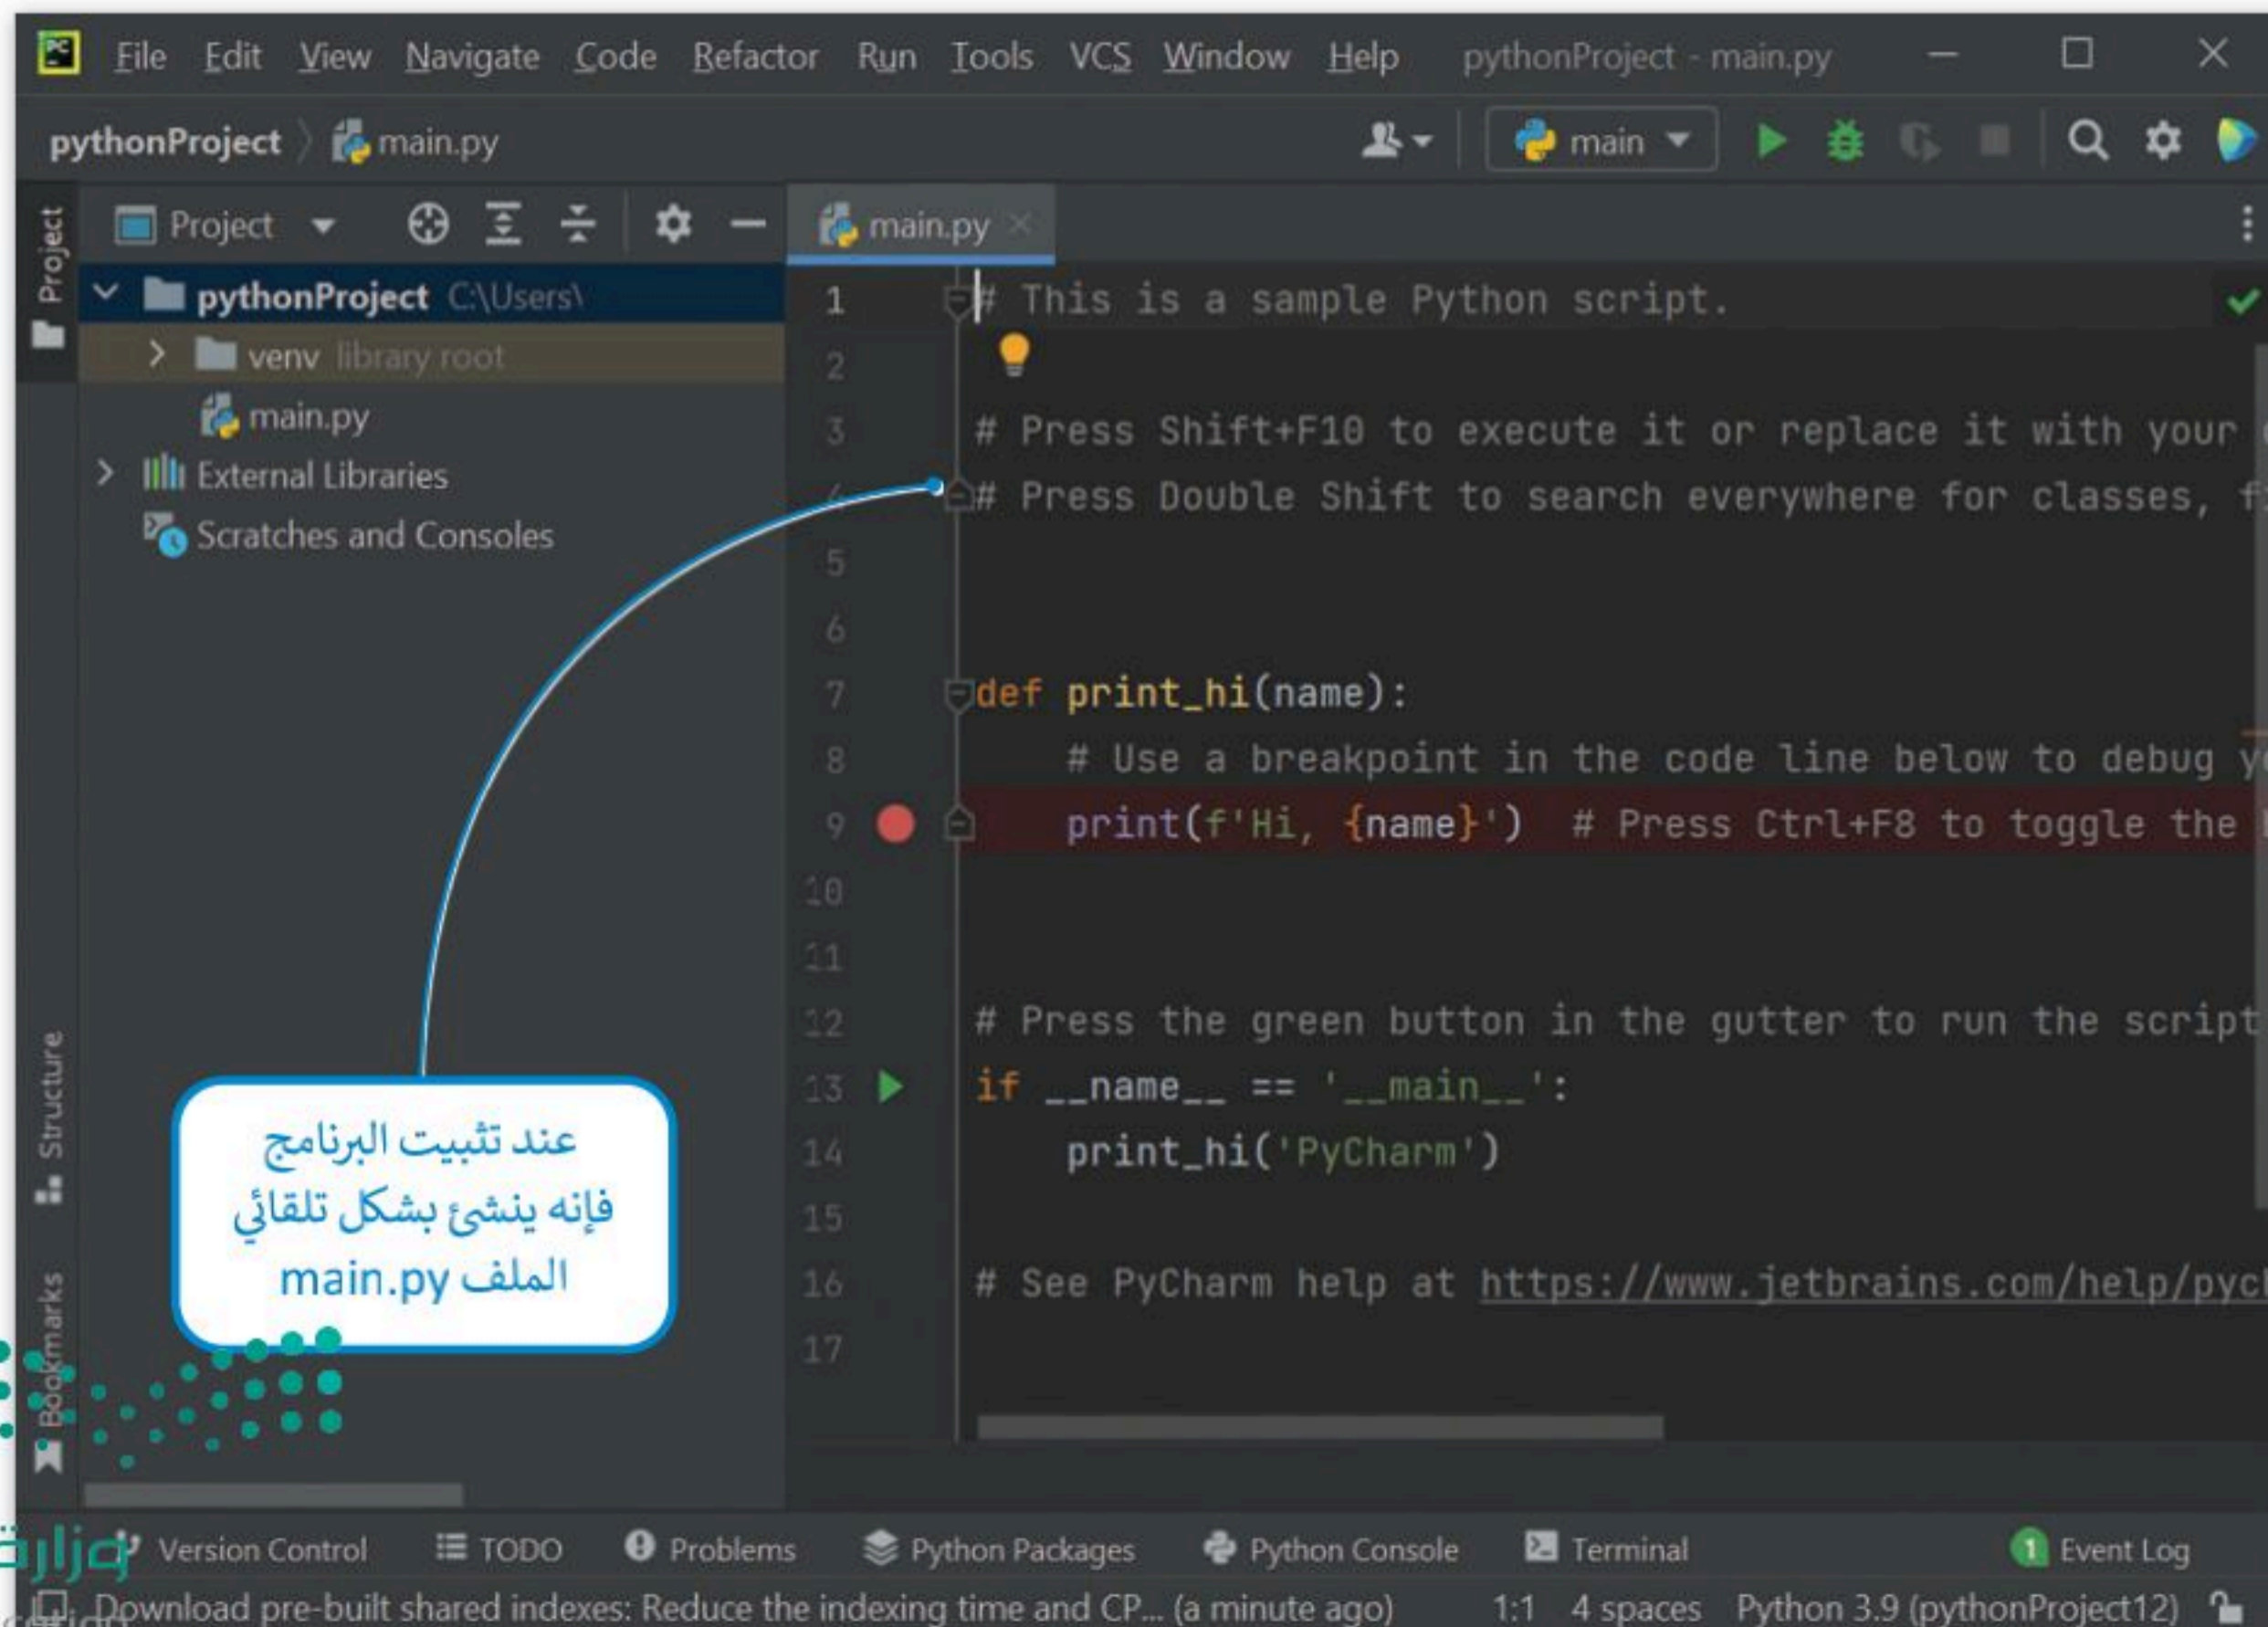 File Edit View Navigate Code Refactor Run Tools VCS Window Help pythonProject - main.py
pythonProject main.py main
Project
Project
main.py
pythonProject C:\Users\
venv library root
main.py
External Libraries
Scratches and Consoles
1 # This is a sample Python script.
2
3 # Press Shift+F10 to execute it or replace it with your
4 # Press Double Shift to search everywhere for classes,
5
6
7 def print_hi(name):
8 # Use a breakpoint in the code line below to debug
9 print(f'Hi, {name}') # Press Ctrl+F8 to toggle the
10
11
12 # Press the green button in the gutter to run the script
13 if __name__ == '__main__':
14 print_hi('PyCharm')
15
16 # See PyCharm help at https://www.jetbrains.com/help/pych
17
عند تثبيت البرنامج
فإنه ينشئ بشكل تلقائي
الملف main.py
Structure
Bookmarks
وزارة
Version Control TODO Problems Python Packages Python Console Terminal 1 Event Log
Download pre-built shared indexes: Reduce the indexing time and CP... (a minute ago) 1:1 4 spaces Python 3.9 (pythonProject12)